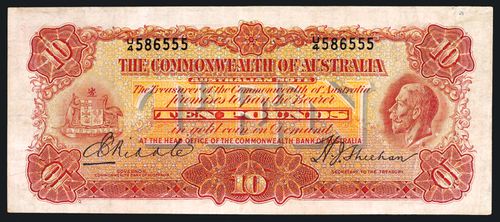 10 U/4 586555 U/4 586555 10
THE COMMONWEALTH OF AUSTRALIA
AUSTRALIAN NOTE
The Treasurer of the Commonwealth of Australia
promises to pay the Bearer
TEN POUNDS
in gold coin on Demand
AT THE HEAD OFFICE OF THE COMMONWEALTH BANK OF AUSTRALIA
C Riddle H.J. Sheehan
GOVERNOR SECRETARY TO THE TREASURY
10 10 10